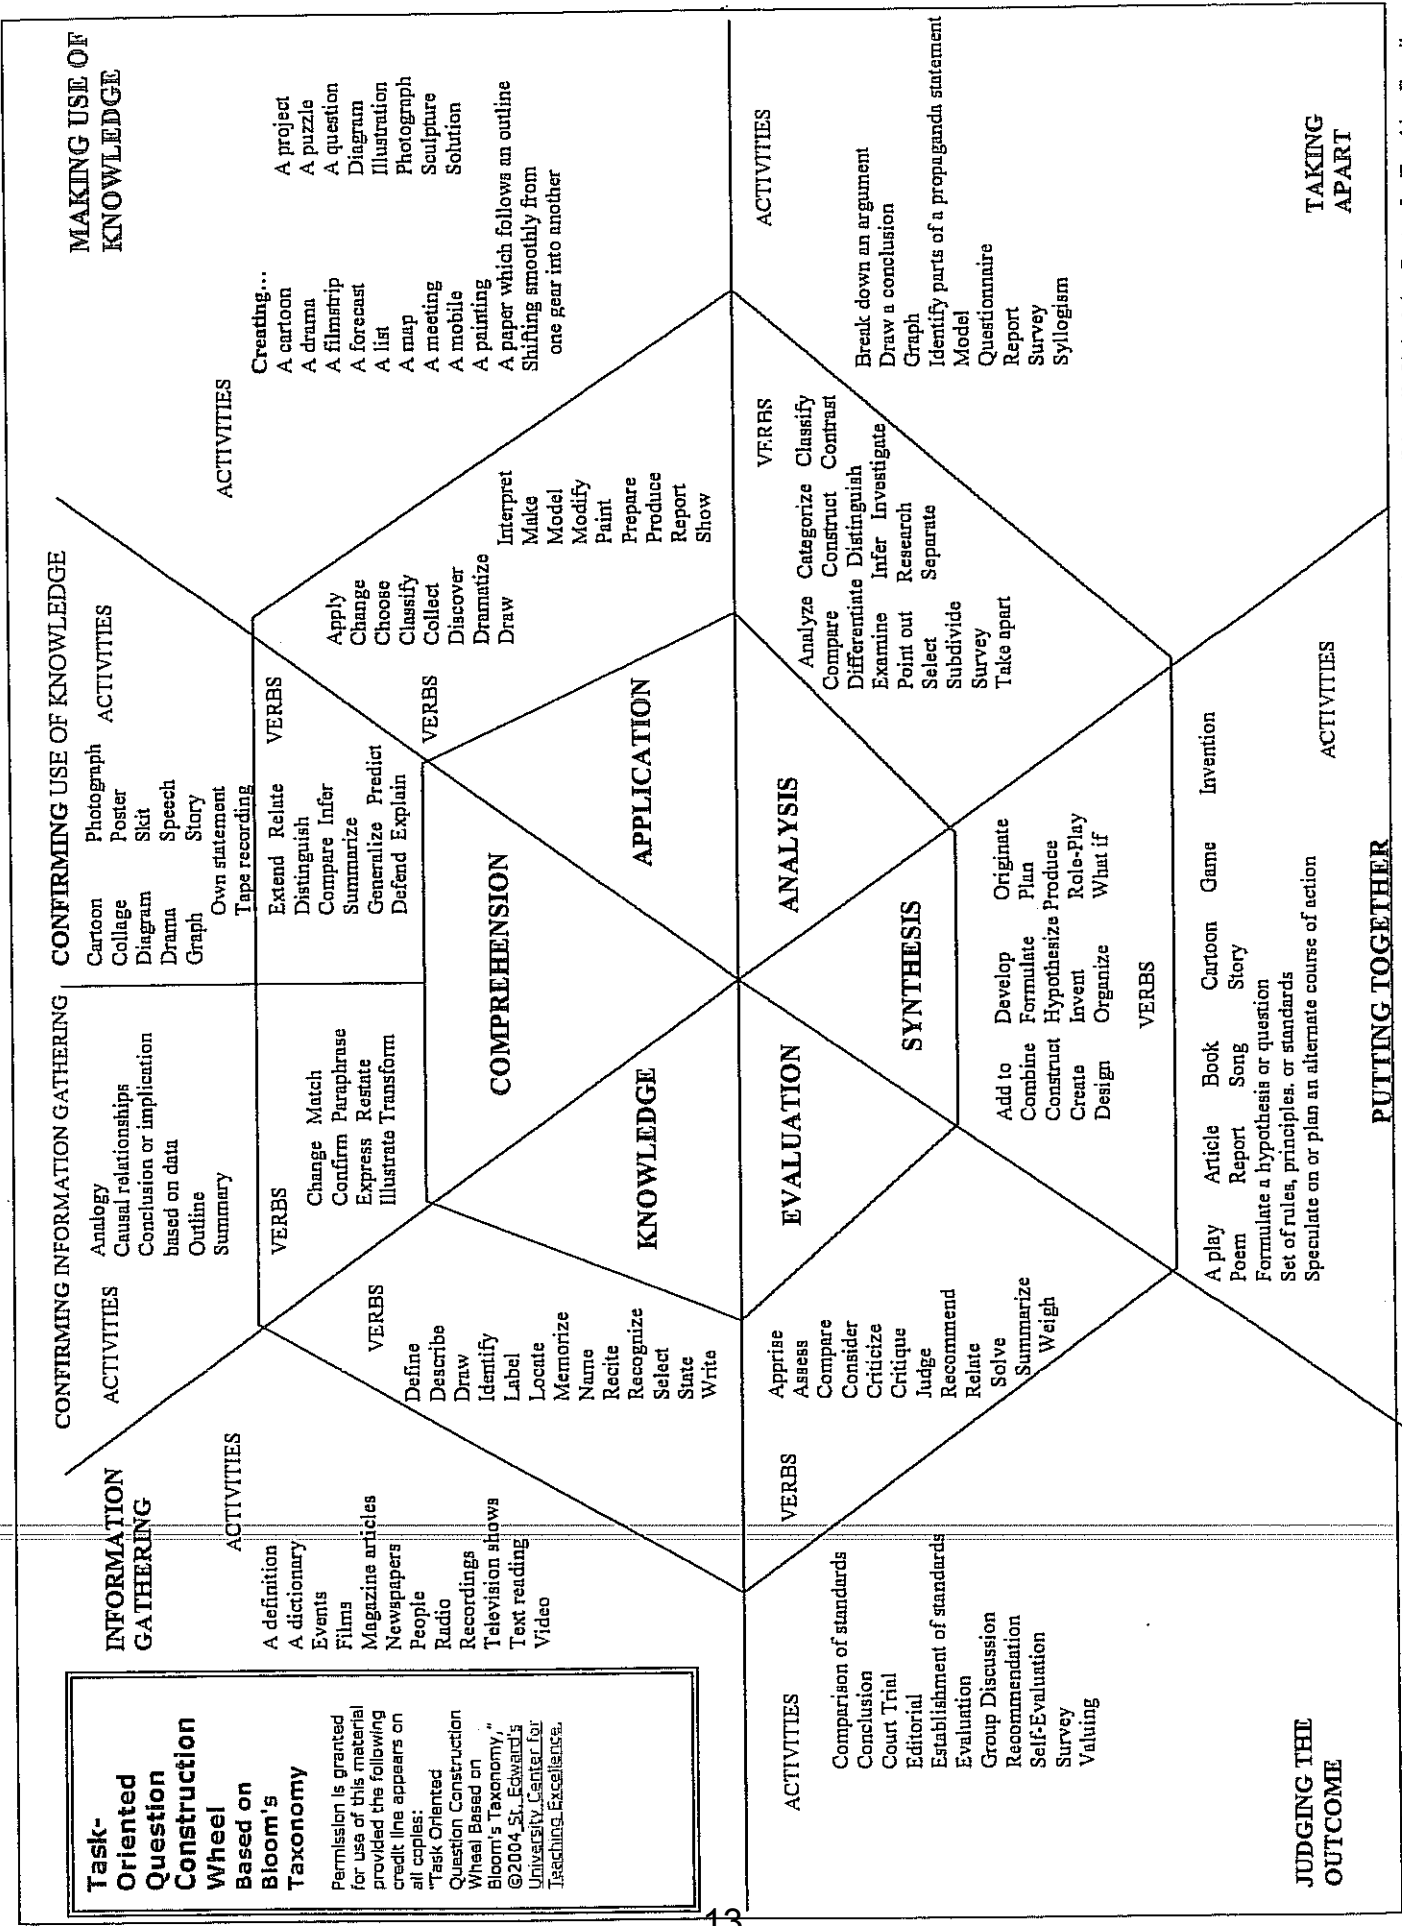 Task-
Oriented
Question
Construction
Wheel
Based on
Bloom's
Taxonomy
Permission is granted
for use of this material
provided the following
credit line appears on
all copies:
"Task Oriented
Question Construction
Wheel Based on
Bloom's Taxonomy,"
©2004 St. Edward's
University Center for
Teaching Excellence.
INFORMATION
GATHERING
ACTIVITIES
A definition
A dictionary
Events
Films
Magazine articles
Newspapers
People
Radio
Recordings
Television shows
Text reading
Video
VERBS
Define
Describe
Draw
Identify
Label
Locate
Memorize
Name
Recite
Recognize
Select
State
Write
KNOWLEDGE
CONFIRMING INFORMATION GATHERING
ACTIVITIES
Analogy
Causal relationships
Conclusion or implication
based on data
Outline
Summary
VERBS
Change Match
Confirm Paraphrase
Express Restate
Illustrate Transform
COMPREHENSION
CONFIRMING USE OF KNOWLEDGE
ACTIVITIES
Cartoon Photograph
Collage Poster
Diagram Skit
Drama Speech
Graph Story
Own statement
Tape recording
VERBS
Extend Relate
Distinguish
Compare Infer
Summarize
Generalize Predict
Defend Explain
MAKING USE OF
KNOWLEDGE
ACTIVITIES
Creating...
A cartoon A project
A drama A puzzle
A filmstrip A question
A forecast Diagram
A list Illustration
A map Photograph
A meeting Sculpture
A mobile Solution
A painting
A paper which follows an outline
Shifting smoothly from
one gear into another
VERBS
Apply
Change
Choose
Classify
Collect
Discover
Dramatize
Draw
Interpret
Make
Model
Modify
Paint
Prepare
Produce
Report
Show
APPLICATION
ANALYSIS
VERBS
Analyze Categorize Classify
Compare Construct Contrast
Differentiate Distinguish
Examine Infer Investigate
Point out Research
Select Separate
Subdivide
Survey
Take apart
ACTIVITIES
Break down an argument
Draw a conclusion
Graph
Identify parts of a propaganda statement
Model
Questionnaire
Report
Survey
Syllogism
TAKING
APART
SYNTHESIS
Add to Develop Originate
Combine Formulate Plan
Construct Hypothesize Produce
Create Invent Role-Play
Design Organize What if
VERBS
A play Article Book Cartoon Game Invention
Poem Report Song Story
Formulate a hypothesis or question
Set of rules, principles, or standards
Speculate on or plan an alternate course of action
ACTIVITIES
PUTTING TOGETHER
EVALUATION
Apprise
Assess
Compare
Consider
Criticize
Critique
Judge
Recommend
Relate
Solve
Summarize
Weigh
VERBS
ACTIVITIES
Comparison of standards
Conclusion
Court Trial
Editorial
Establishment of standards
Evaluation
Group Discussion
Recommendation
Self-Evaluation
Survey
Valuing
JUDGING THE
OUTCOME
13